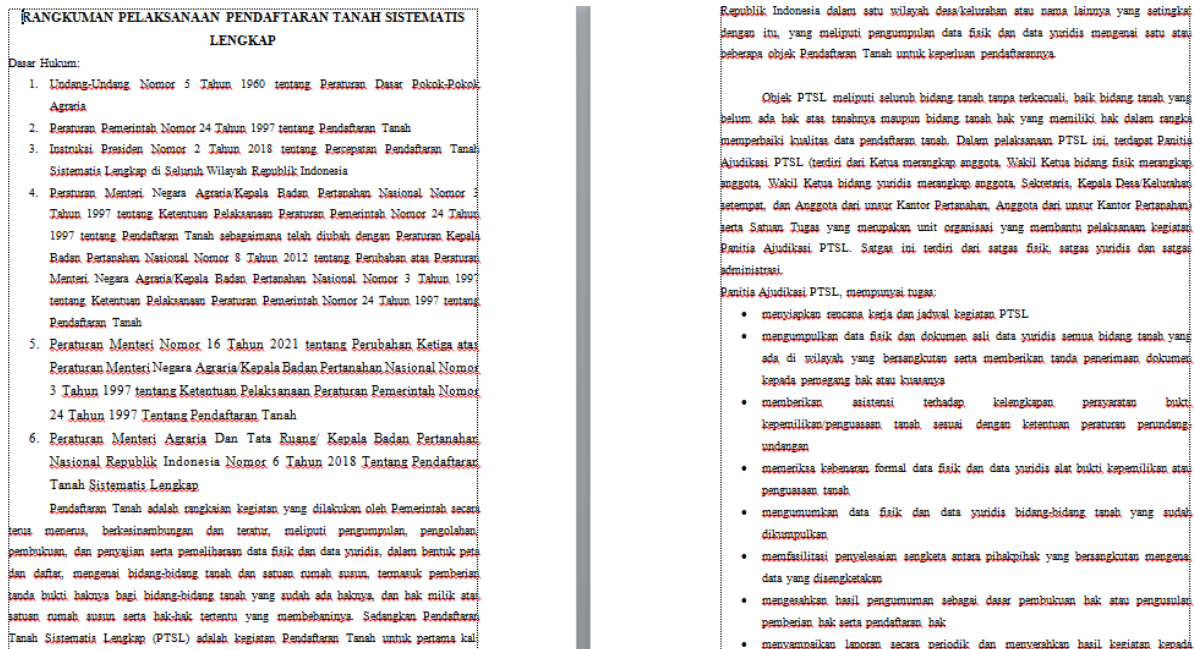 RANGKUMAN PELAKSANAAN PENDAFTARAN TANAH SISTEMATIS
LENGKAP
Dasar Hukum:
1. Undang-Undang Nomor 5 Tahun 1960 tentang Peraturan Dasar Pokok-Pokok
Agraria
2. Peraturan Pemerintah Nomor 24 Tahun 1997 tentang Pendaftaran Tanah
3. Instruksi Presiden Nomor 2 Tahun 2018 tentang Percepatan Pendaftaran Tanah
Sistematis Lengkap di Seluruh Wilayah Republik Indonesia
4. Peraturan Menteri Negara Agraria/Kepala Badan Pertanahan Nasional Nomor 3
Tahun 1997 tentang Ketentuan Pelaksanaan Peraturan Pemerintah Nomor 24 Tahun
1997 tentang Pendaftaran Tanah sebagaimana telah diubah dengan Peraturan Kepala
Badan Pertanahan Nasional Nomor 8 Tahun 2012 tentang Perubahan atas Peraturan
Menteri Negara Agraria/Kepala Badan Pertanahan Nasional Nomor 3 Tahun 1997
tentang Ketentuan Pelaksanaan Peraturan Pemerintah Nomor 24 Tahun 1997 tentang
Pendaftaran Tanah
5. Peraturan Menteri Nomor 16 Tahun 2021 tentang Perubahan Ketiga atas
Peraturan Menteri Negara Agraria/Kepala Badan Pertanahan Nasional Nomor
3 Tahun 1997 tentang Ketentuan Pelaksanaan Peraturan Pemerintah Nomor
24 Tahun 1997 Tentang Pendaftaran Tanah
6. Peraturan Menteri Agraria Dan Tata Ruang/ Kepala Badan Pertanahan
Nasional Republik Indonesia Nomor 6 Tahun 2018 Tentang Pendaftaran
Tanah Sistematis Lengkap
Pendaftaran Tanah adalah rangkaian kegiatan yang dilakukan oleh Pemerintah secara
terus menerus, berkesinambungan dan teratur, meliputi pengumpulan, pengolahan,
pembukuan, dan penyajian serta pemeliharaan data fisik dan data yuridis, dalam bentuk peta
dan daftar, mengenai bidang-bidang tanah dan satuan rumah susun, termasuk pemberian
tanda bukti haknya bagi bidang-bidang tanah yang sudah ada haknya, dan hak milik atas
satuan rumah susun serta hak-hak tertentu yang membebaninya. Sedangkan Pendaftaran
Tanah Sistematis Lengkap (PTSL) adalah kegiatan Pendaftaran Tanah untuk pertama kali
Republik Indonesia dalam satu wilayah desa/kelurahan atau nama lainnya yang setingkat
dengan itu, yang meliputi pengumpulan data fisik dan data yuridis mengenai satu atau
beberapa objek Pendaftaran Tanah untuk keperluan pendaftarannya.
Objek PTSL meliputi seluruh bidang tanah tanpa terkecuali, baik bidang tanah yang
belum ada hak atas tanahnya maupun bidang tanah hak yang memiliki hak dalam rangka
memperbaiki kualitas data pendaftaran tanah. Dalam pelaksanaan PTSL ini, terdapat Panitia
Ajudikasi PTSL (terdiri dari Ketua merangkap anggota, Wakil Ketua bidang fisik merangkap
anggota, Wakil Ketua bidang yuridis merangkap anggota, Sekretaris, Kepala Desa/Kelurahan
setempat, dan Anggota dari unsur Kantor Pertanahan, Anggota dari unsur Kantor Pertanahan)
serta Satuan Tugas yang merupakan unit organisasi yang membantu pelaksanaan kegiatan
Panitia Ajudikasi PTSL. Satgas ini terdiri dari satgas fisik, satgas yuridis dan satgas
administrasi.
Panitia Ajudikasi PTSL, mempunyai tugas:
• menyiapkan rencana kerja dan jadwal kegiatan PTSL
• mengumpulkan data fisik dan dokumen asli data yuridis semua bidang tanah yang
ada di wilayah yang bersangkutan serta memberikan tanda penerimaan dokumen
kepada pemegang hak atau kuasanya
• memberikan asistensi terhadap kelengkapan persyaratan bukti
kepemilikan/penguasaan tanah sesuai dengan ketentuan peraturan perundang-
undangan
• memeriksa kebenaran formal data fisik dan data yuridis alat bukti kepemilikan atau
penguasaan tanah
• mengumumkan data fisik dan data yuridis bidang-bidang tanah yang sudah
dikumpulkan
• memfasilitasi penyelesaian sengketa antara pihakpihak yang bersangkutan mengenai
data yang disengketakan
• mengesahkan hasil pengumuman sebagai dasar pembukuan hak atau pengusulan
pemberian hak serta pendaftaran hak
• menyampaikan laporan secara periodik dan menyerahkan hasil kegiatan kepada